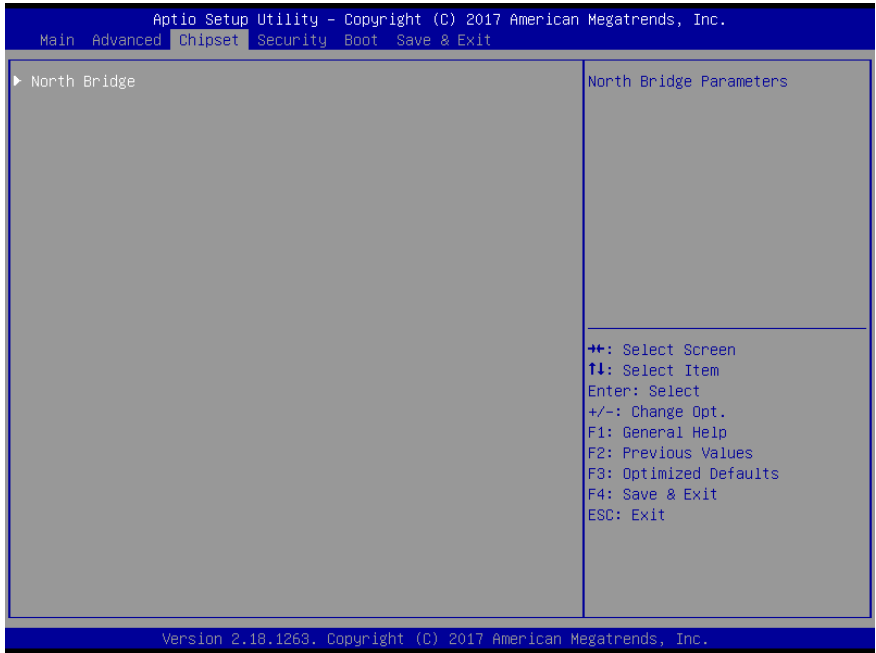 Aptio Setup Utility – Copyright (C) 2017 American Megatrends, Inc.
Main Advanced Chipset Security Boot Save & Exit
▶ North Bridge
North Bridge Parameters
→←: Select Screen
↑↓: Select Item
Enter: Select
+/-: Change Opt.
F1: General Help
F2: Previous Values
F3: Optimized Defaults
F4: Save & Exit
ESC: Exit
Version 2.18.1263. Copyright (C) 2017 American Megatrends, Inc.